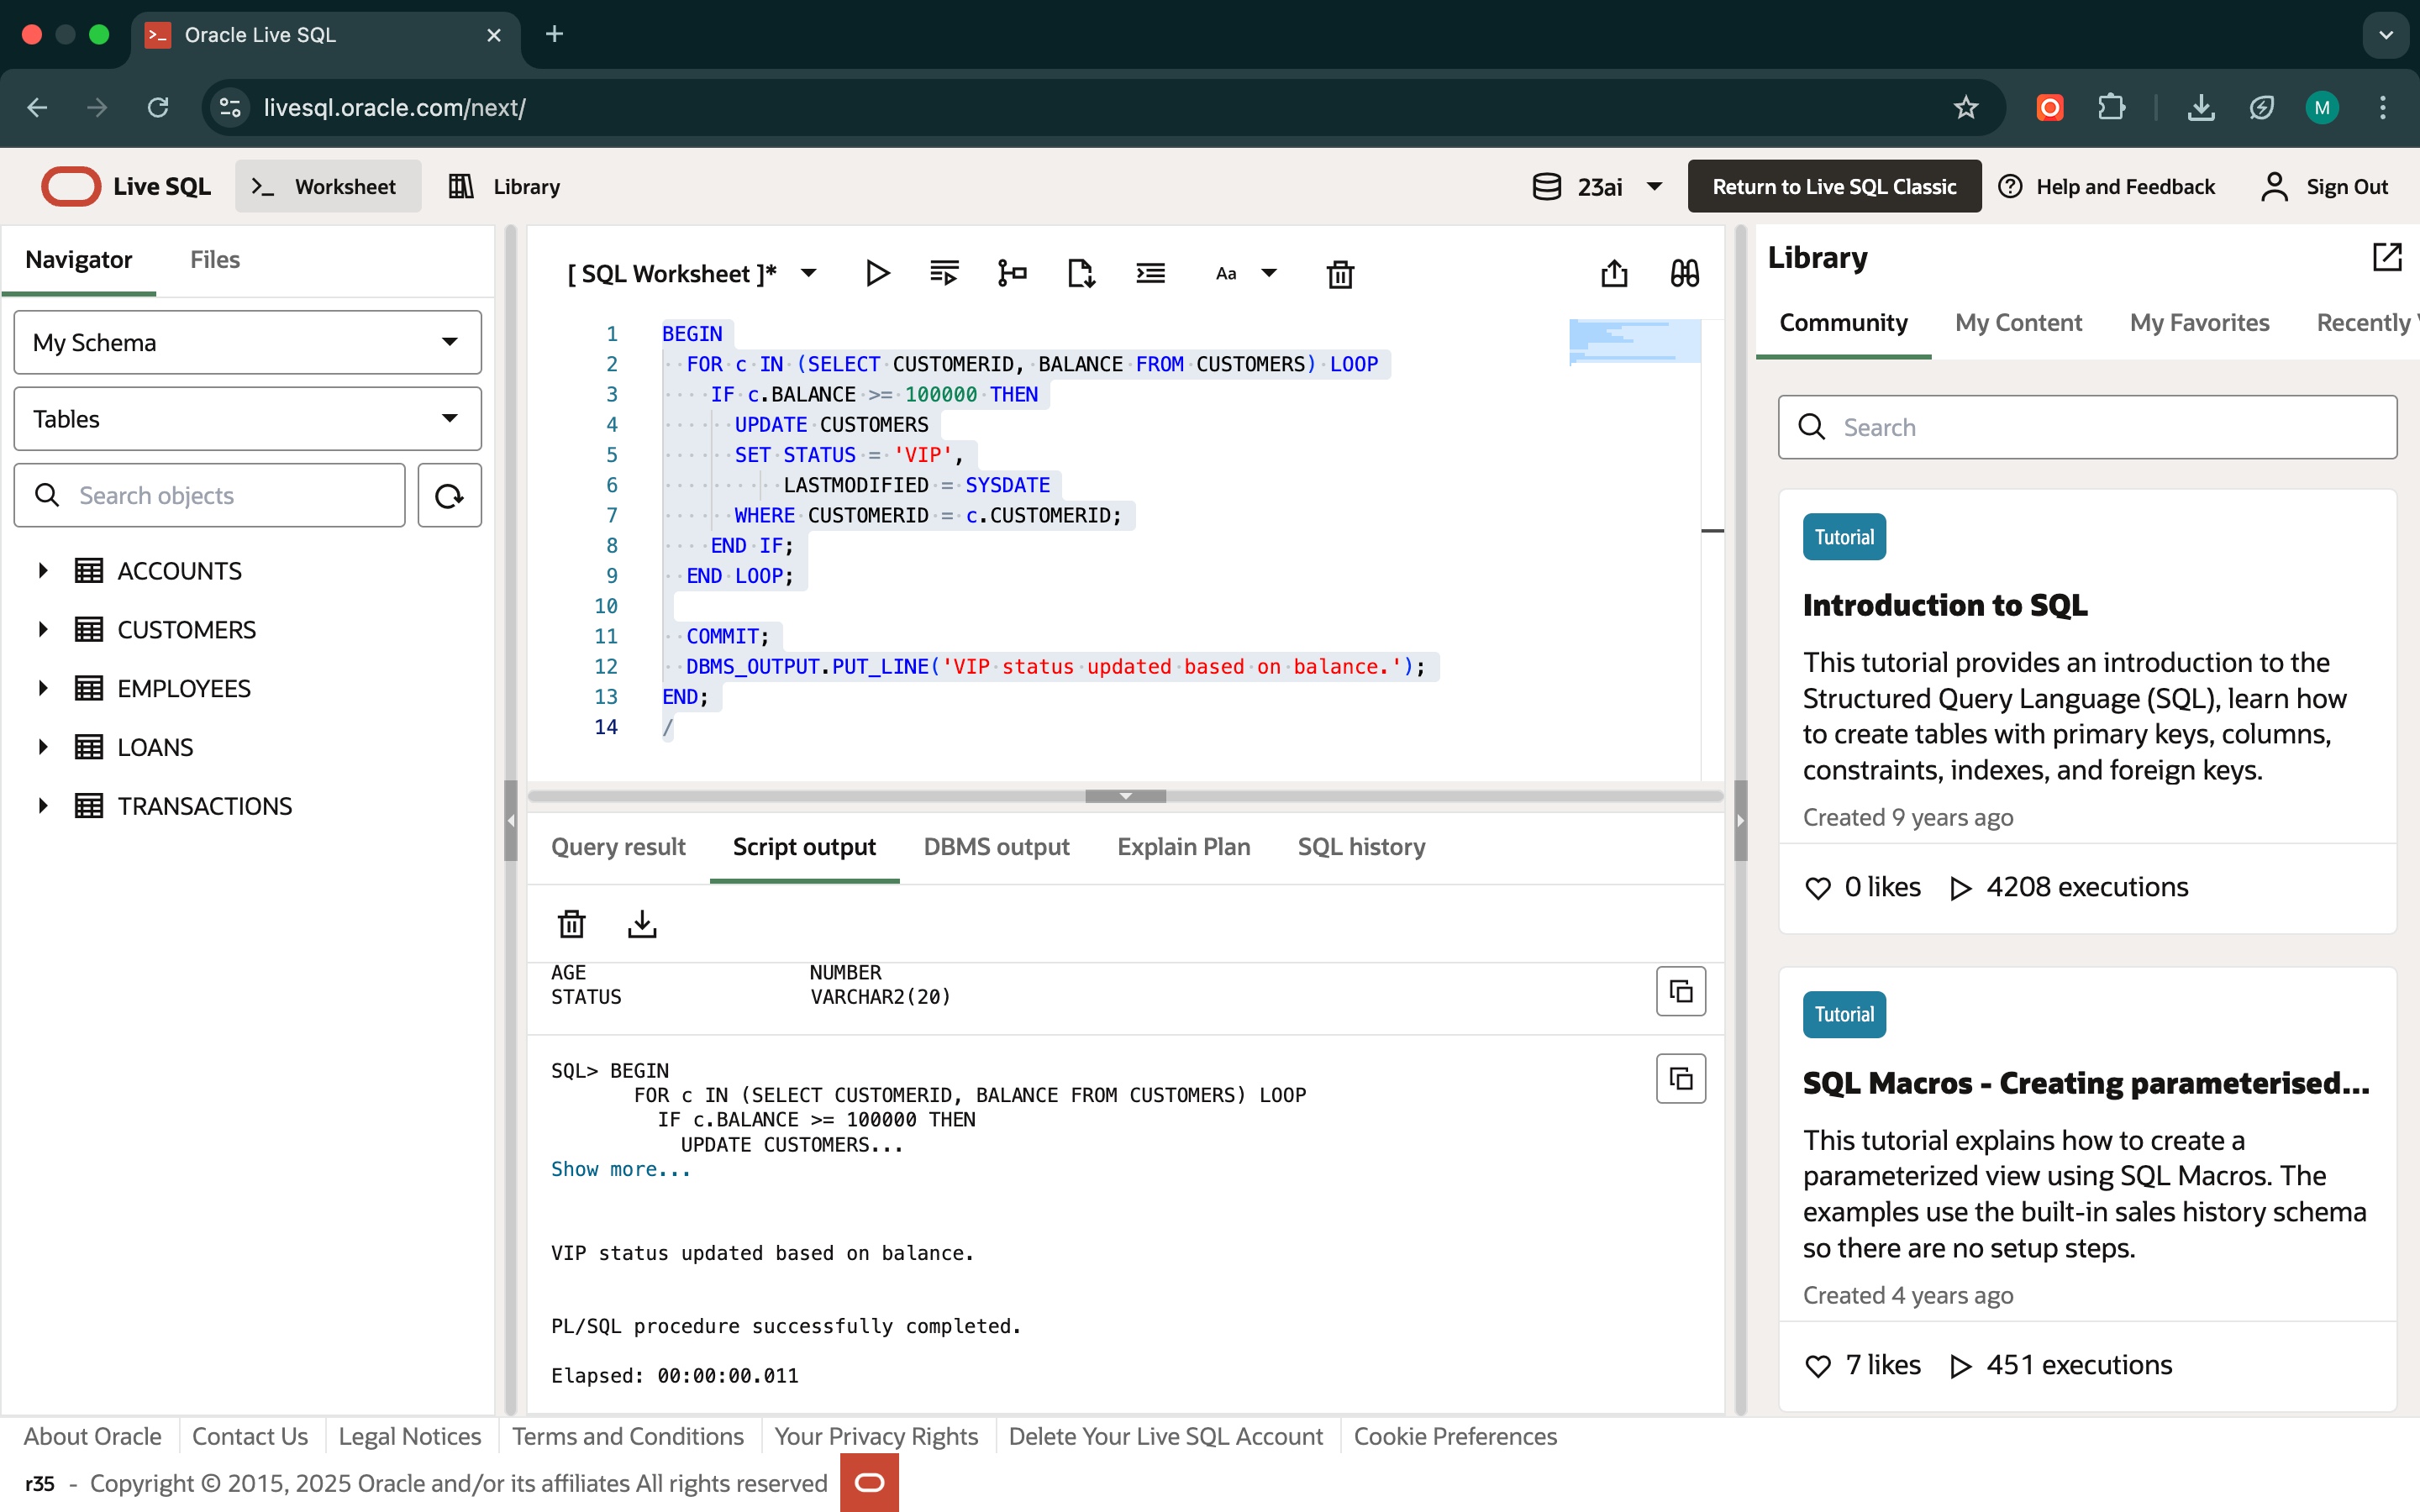 Oracle Live SQL
livesql.oracle.com/next/
M
Live SQL
Worksheet
Library
23ai
Return to Live SQL Classic
Help and Feedback
Sign Out
Navigator
Files
My Schema
Tables
Search objects
ACCOUNTS
CUSTOMERS
EMPLOYEES
LOANS
TRANSACTIONS
[ SQL Worksheet ]*
Aa
1 BEGIN
2 FOR c IN (SELECT CUSTOMERID, BALANCE FROM CUSTOMERS) LOOP
3 IF c.BALANCE >= 100000 THEN
4 UPDATE CUSTOMERS
5 SET STATUS = 'VIP',
6 LASTMODIFIED = SYSDATE
7 WHERE CUSTOMERID = c.CUSTOMERID;
8 END IF;
9 END LOOP;
10
11 COMMIT;
12 DBMS_OUTPUT.PUT_LINE('VIP status updated based on balance.');
13 END;
14 /
Query result
Script output
DBMS output
Explain Plan
SQL history
AGE NUMBER
STATUS VARCHAR2(20)
SQL> BEGIN
FOR c IN (SELECT CUSTOMERID, BALANCE FROM CUSTOMERS) LOOP
IF c.BALANCE >= 100000 THEN
UPDATE CUSTOMERS...
Show more...
VIP status updated based on balance.
PL/SQL procedure successfully completed.
Elapsed: 00:00:00.011
Library
Community
My Content
My Favorites
Recently
Search
Tutorial
Introduction to SQL
This tutorial provides an introduction to the
Structured Query Language (SQL), learn how
to create tables with primary keys, columns,
constraints, indexes, and foreign keys.
Created 9 years ago
0 likes
4208 executions
Tutorial
SQL Macros - Creating parameterised...
This tutorial explains how to create a
parameterized view using SQL Macros. The
examples use the built-in sales history schema
so there are no setup steps.
Created 4 years ago
7 likes
451 executions
About Oracle
Contact Us
Legal Notices
Terms and Conditions
Your Privacy Rights
Delete Your Live SQL Account
Cookie Preferences
r35 - Copyright © 2015, 2025 Oracle and/or its affiliates All rights reserved